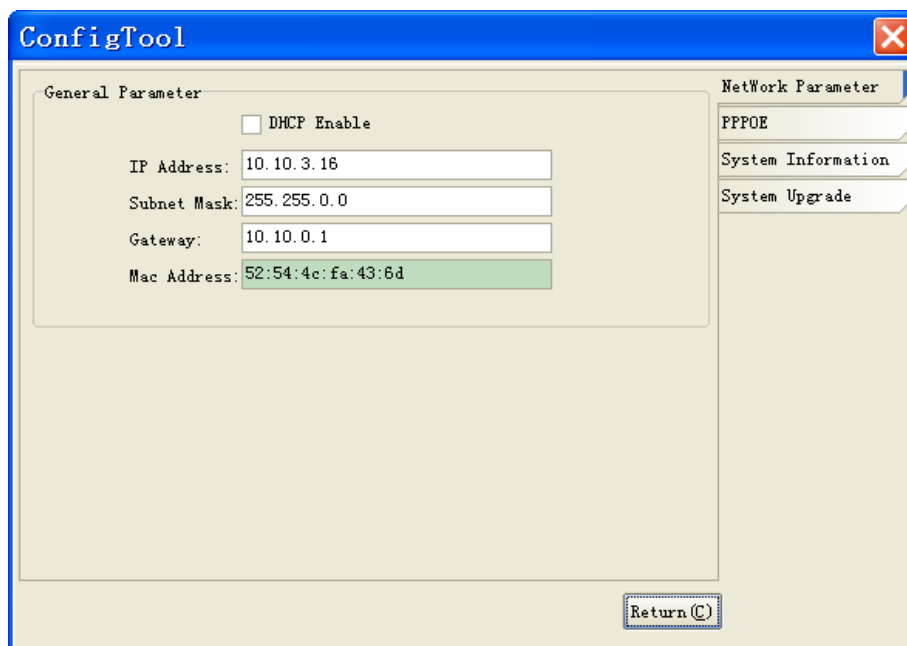 ConfigTool
General Parameter
DHCP Enable
IP Address: 10.10.3.16
Subnet Mask: 255.255.0.0
Gateway: 10.10.0.1
Mac Address: 52:54:4c:fa:43:6d
NetWork Parameter
PPPOE
System Information
System Upgrade
Return(C)